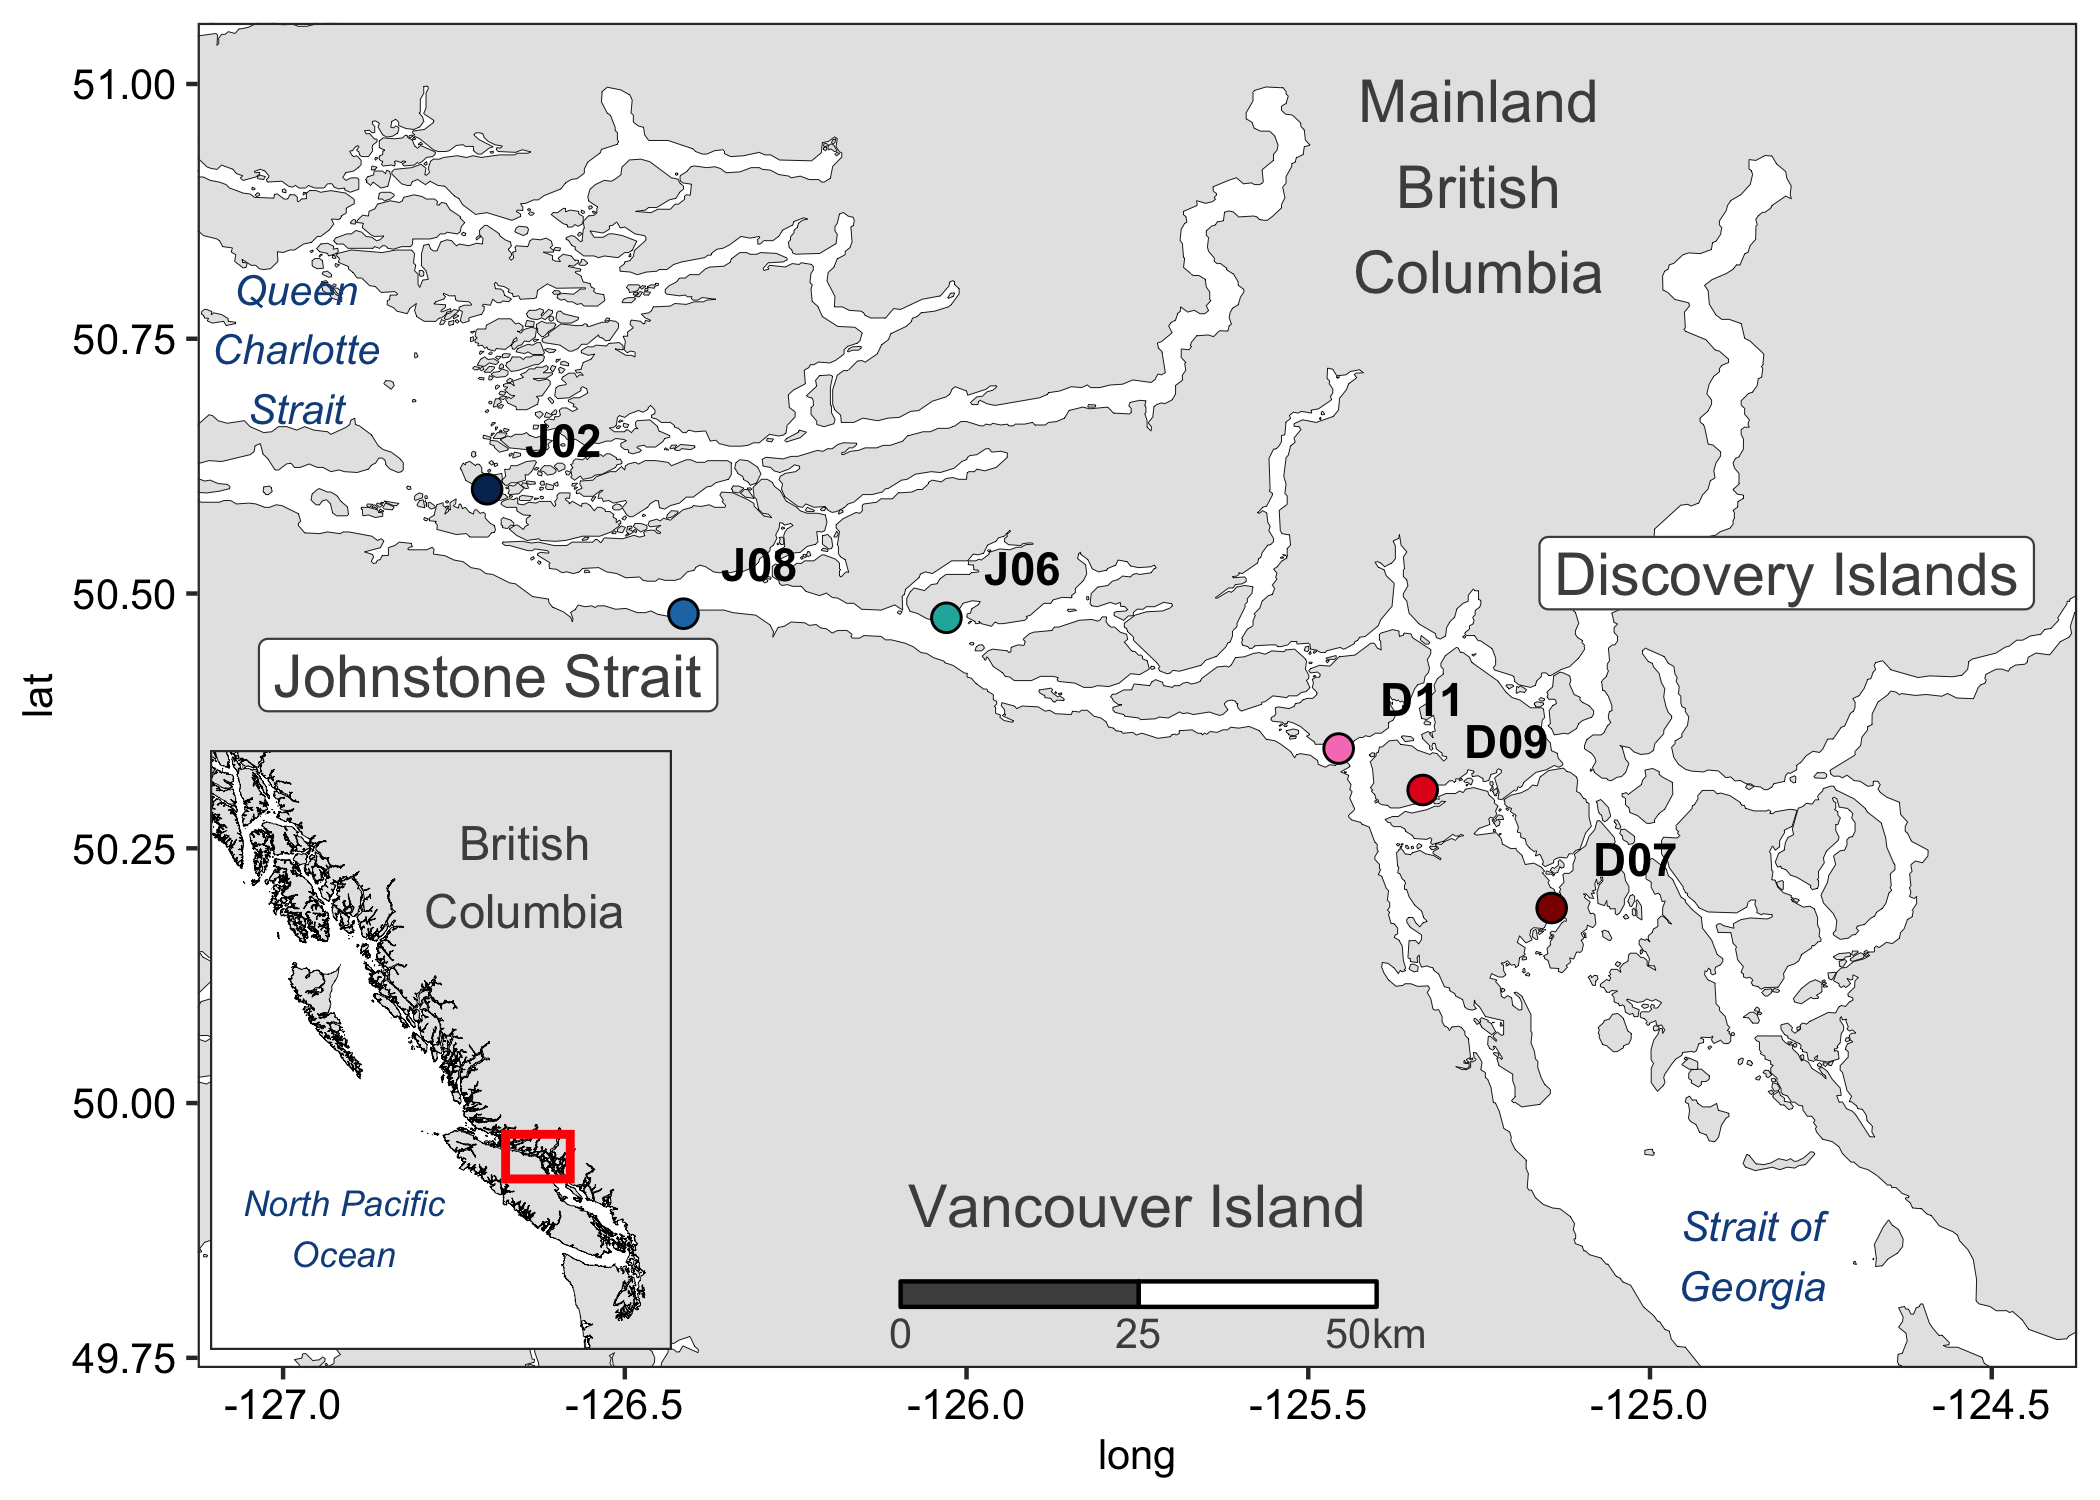 51.00
50.75
50.50
50.25
50.00
49.75
lat
Mainland
British
Columbia
Queen
Charlotte
Strait
J02
J08
J06
Discovery Islands
Johnstone Strait
D11
D09
D07
British
Columbia
North Pacific
Ocean
Vancouver Island
0 25 50km
Strait of
Georgia
-127.0 -126.5 -126.0 -125.5 -125.0 -124.5
long